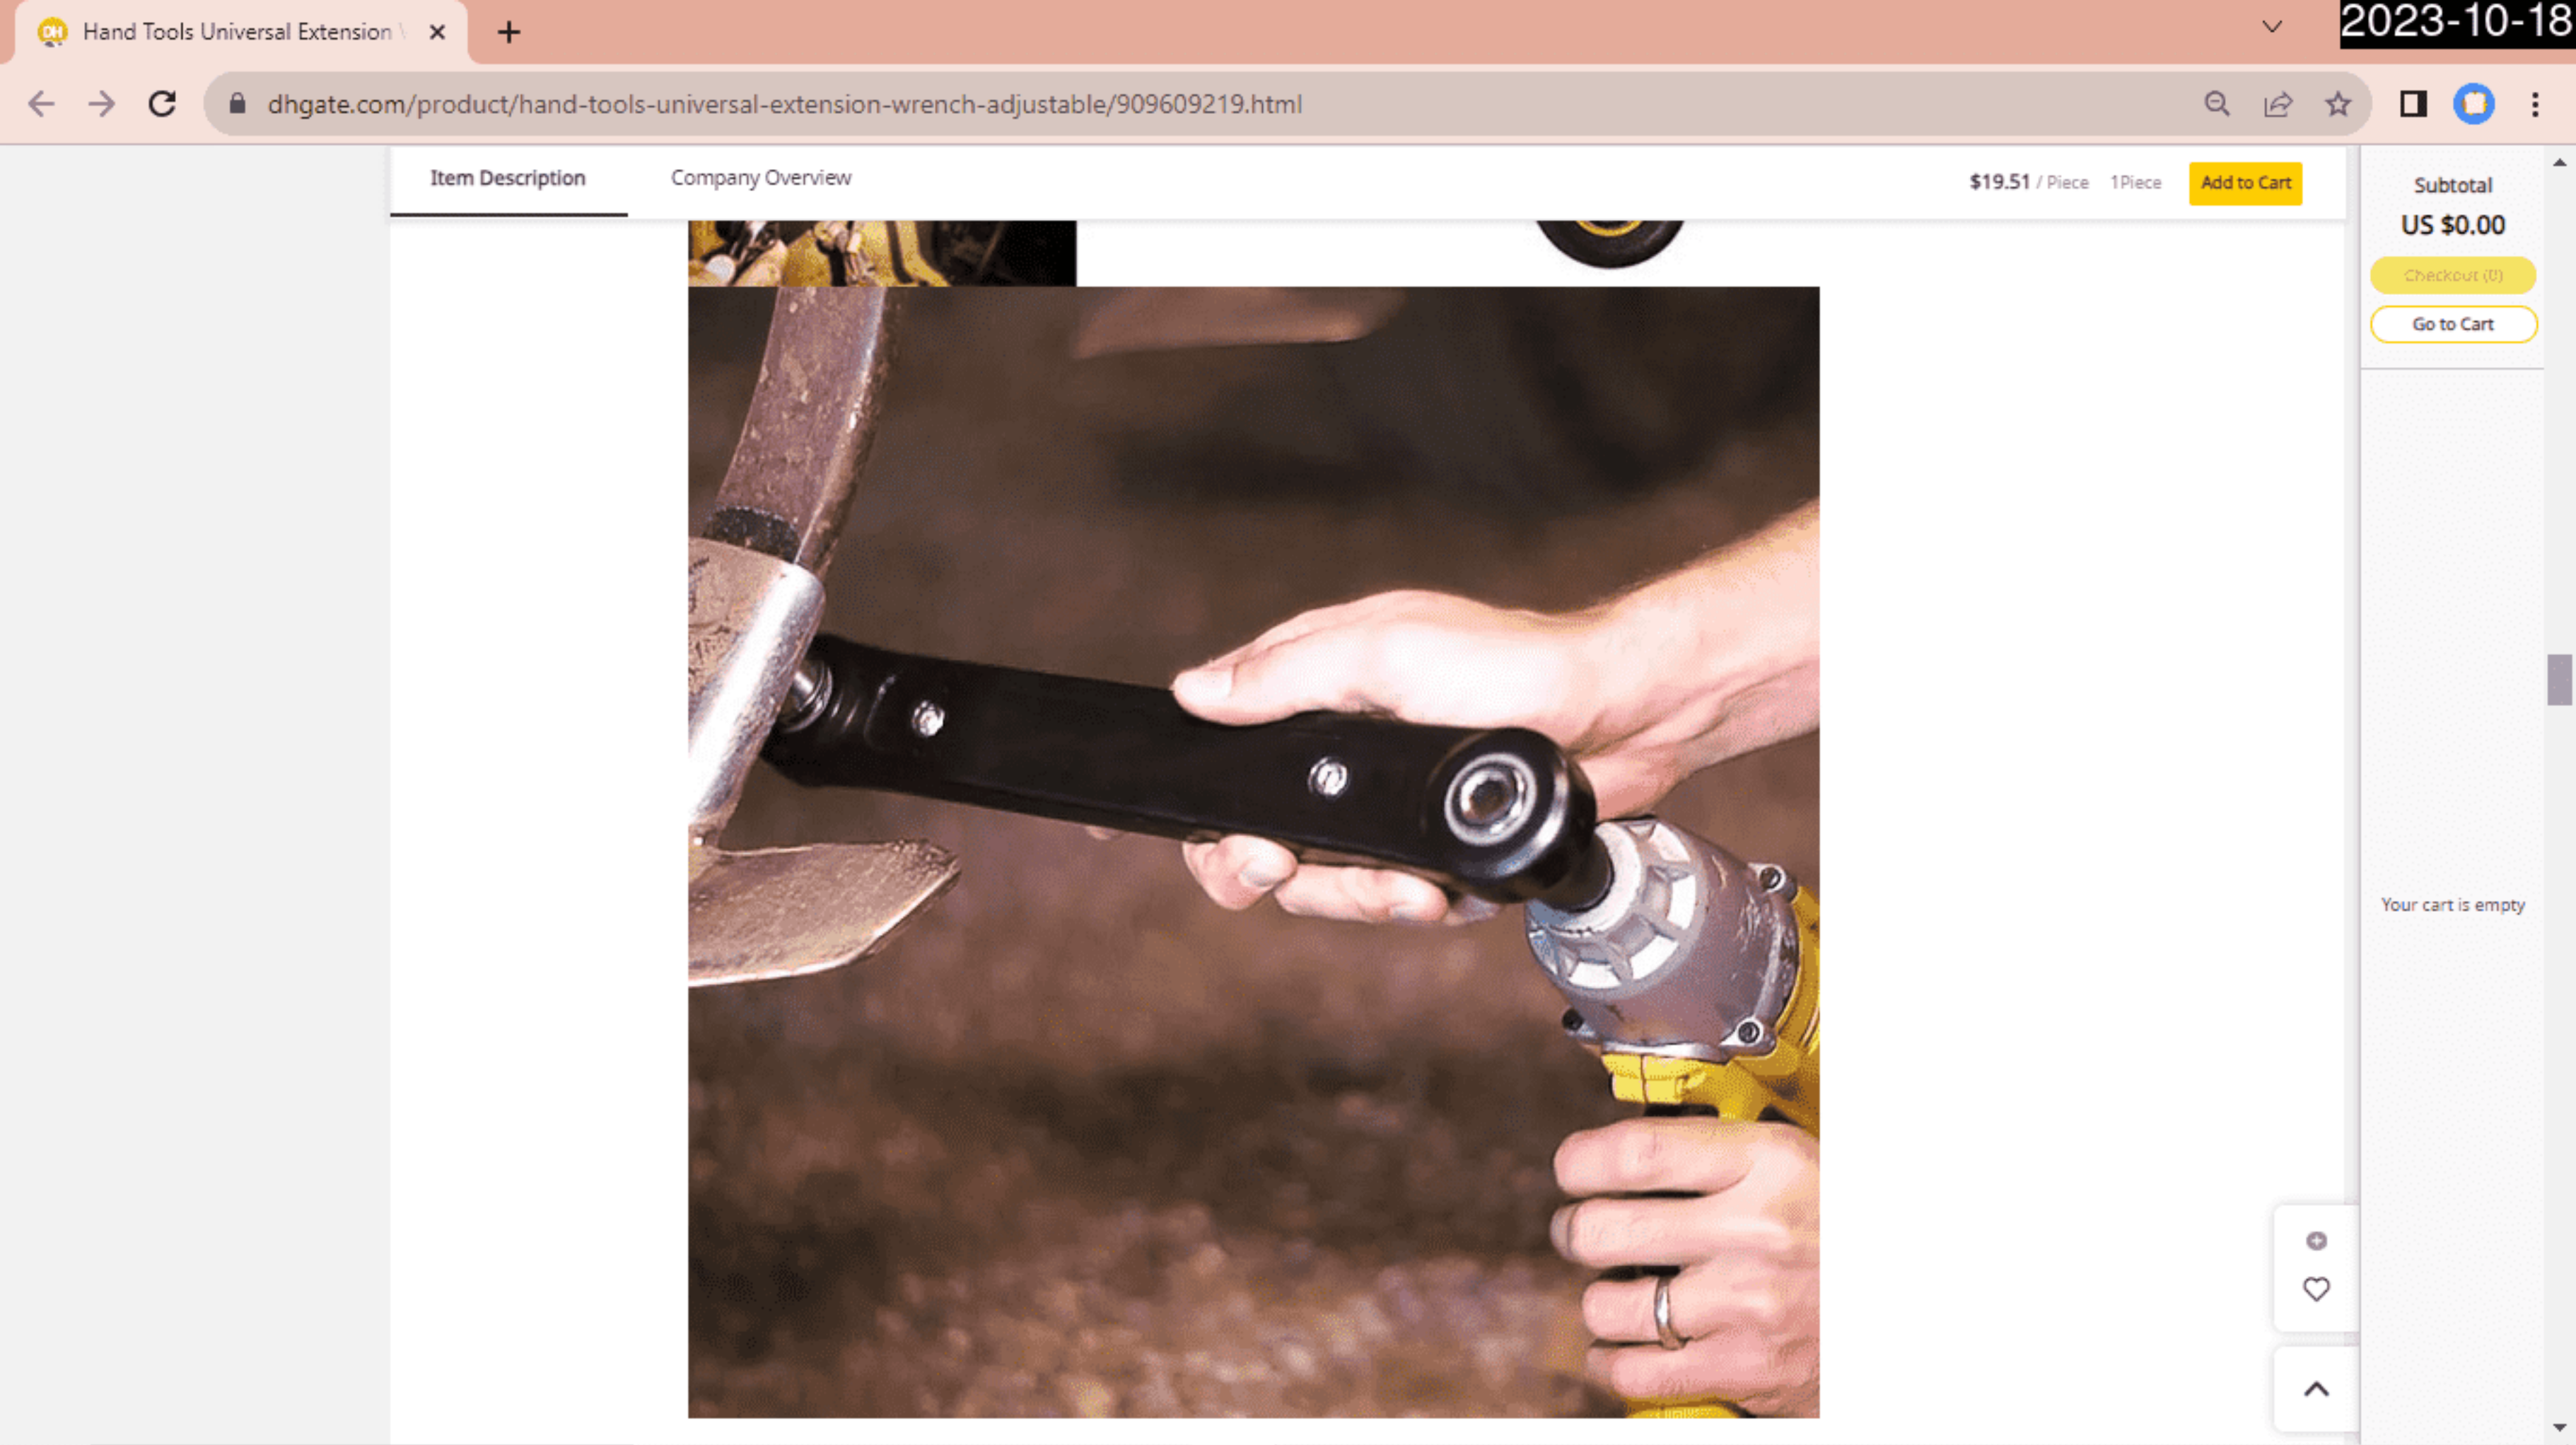 Hand Tools Universal Extension
2023-10-18
dhgate.com/product/hand-tools-universal-extension-wrench-adjustable/909609219.html
Item Description
Company Overview
$19.51 / Piece 1Piece
Add to Cart
Subtotal
US $0.00
Checkout (0)
Go to Cart
Your cart is empty